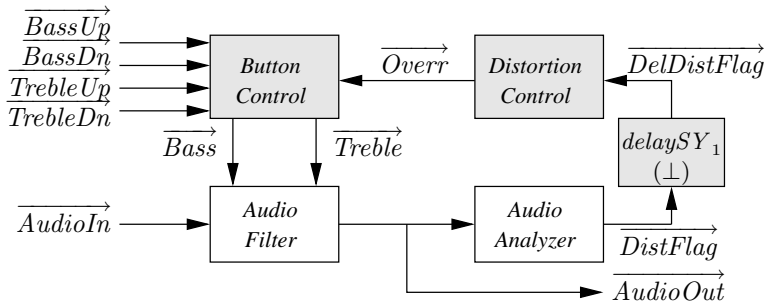 BassUp
BassDn
TrebleUp
TrebleDn
Button
Control
Overr
Distortion
Control
DelDistFlag
Bass
Treble
delaySY₁
(⊥)
AudioIn
Audio
Filter
Audio
Analyzer
DistFlag
AudioOut